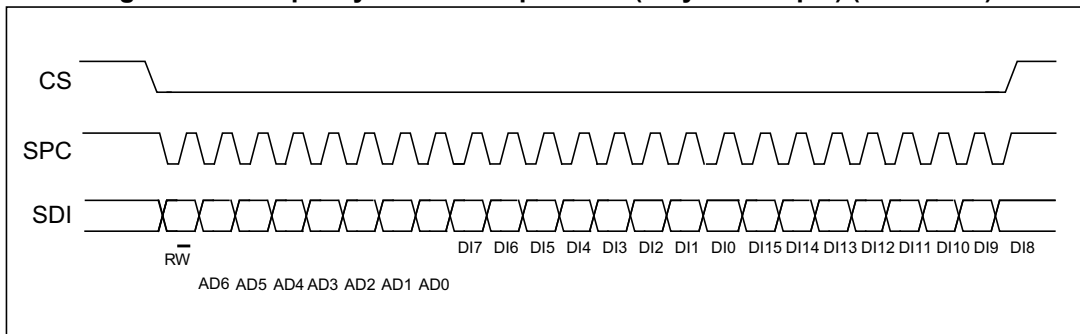 CS
SPC
SDI
RW
DI7 DI6 DI5 DI4 DI3 DI2 DI1 DI0 DI15 DI14 DI13 DI12 DI11 DI10 DI9 DI8
AD6 AD5 AD4 AD3 AD2 AD1 AD0